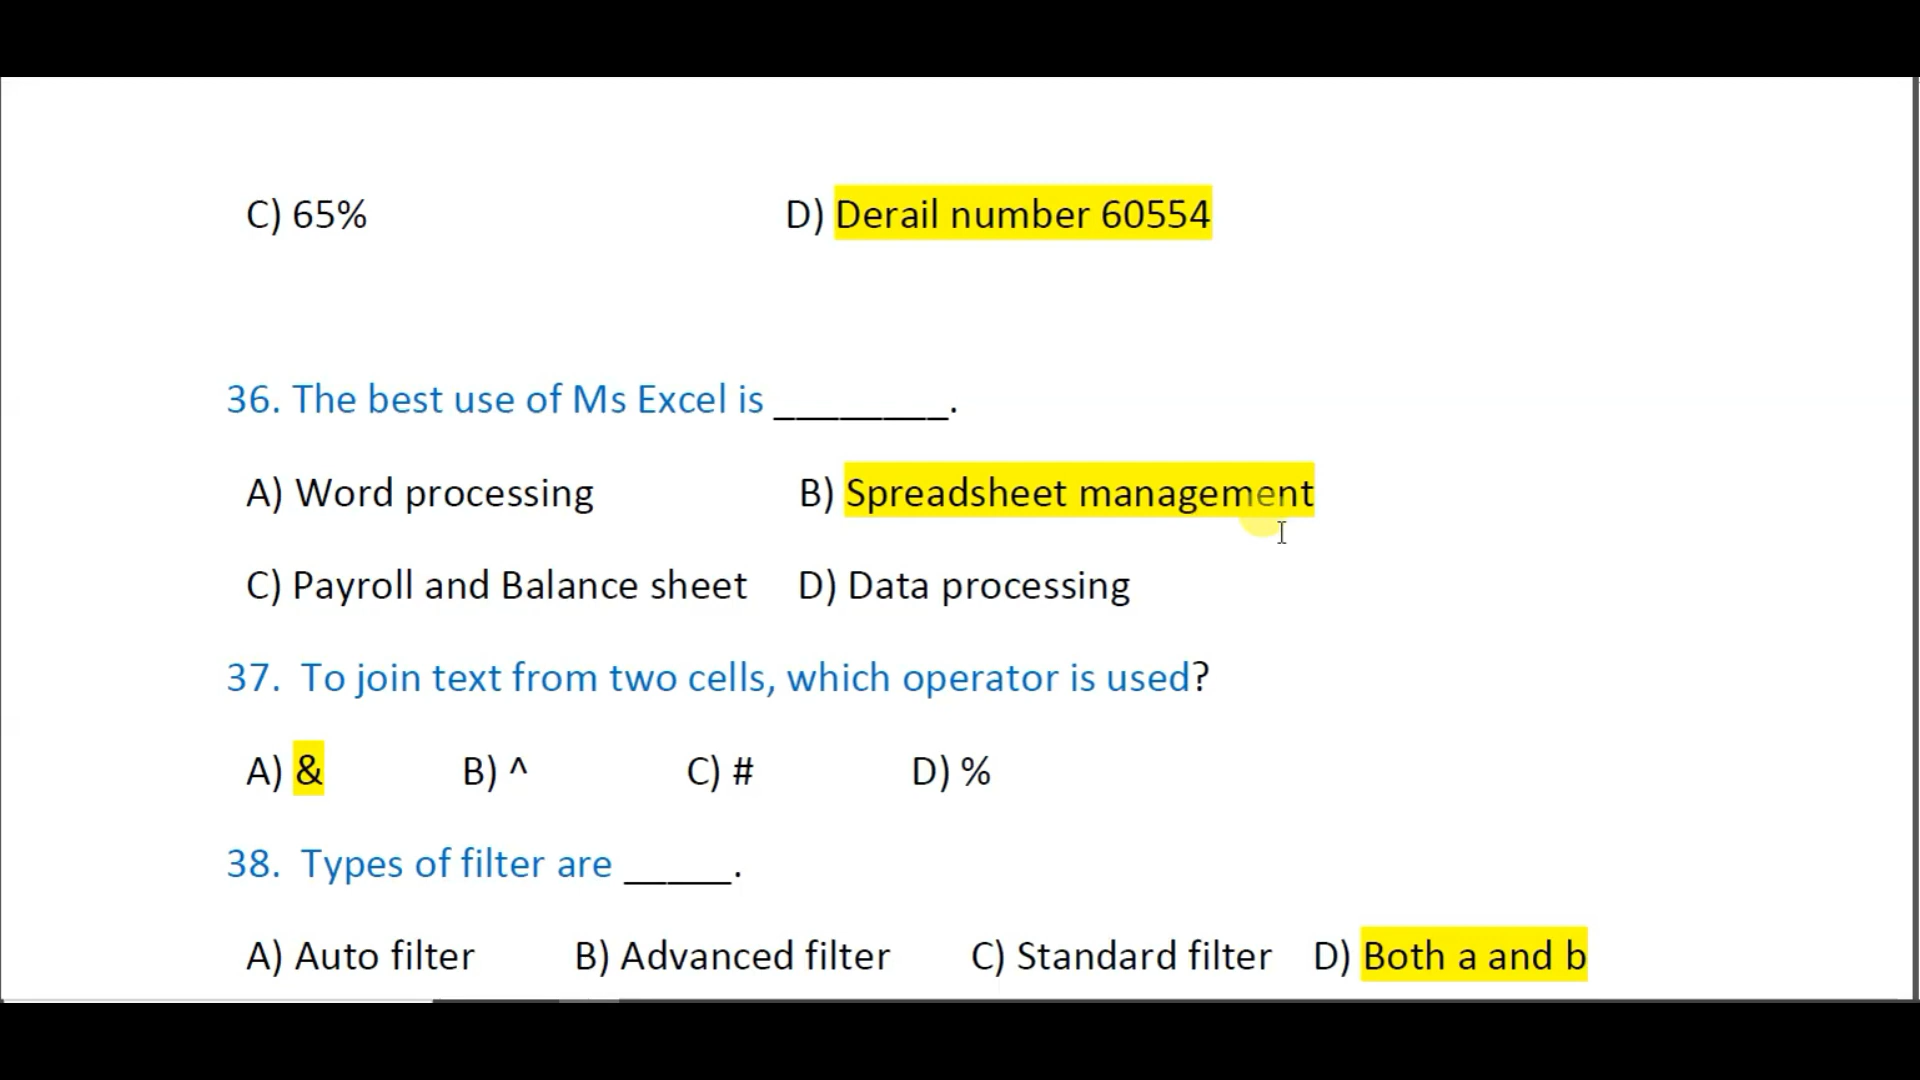 C) 65% D) Derail number 60554
36. The best use of Ms Excel is ________.
A) Word processing B) Spreadsheet management
C) Payroll and Balance sheet D) Data processing
37. To join text from two cells, which operator is used?
A) & B) ^ C) # D) %
38. Types of filter are _____.
A) Auto filter B) Advanced filter C) Standard filter D) Both a and b